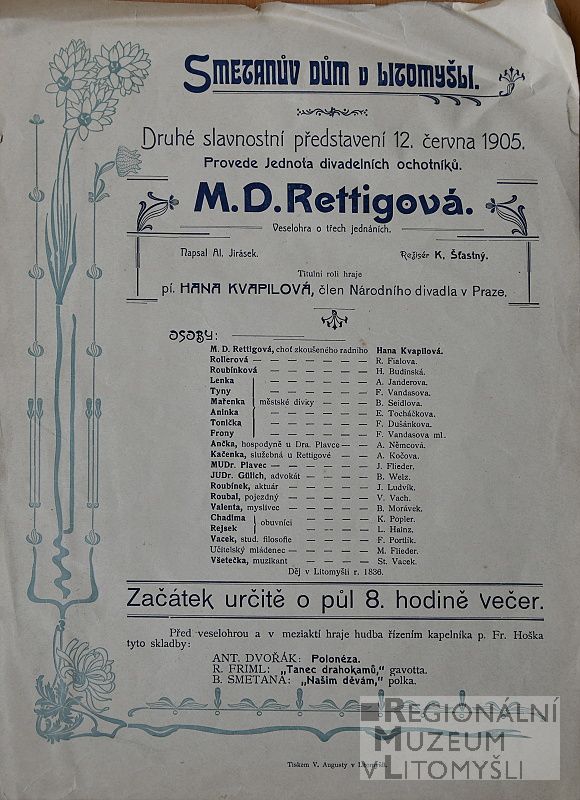 SMETANŮV DŮM V LITOMYŠLI.
Druhé slavnostní představení 12. června 1905.
Provede Jednota divadelních ochotníků.
M. D. Rettigová.
Veselohra o třech jednáních.
Napsal Al. Jirásek. Režisér K. Šťastný.
Titulní roli hraje
pí. HANA KVAPILOVÁ, člen Národního divadla v Praze.
OSOBY:
M. D. Rettigová, choť zkoušeného radního Hana Kvapilová.
Rollerová — — — — — — — R. Fialova.
Roubínková — — — — — — — H. Budinská.
Lenka — — — — A. Janderova.
Tyny — — — — F. Vandasova.
Mařenka } městské dívky — — — — B. Seidlova.
Aninka — — — — E. Tocháčkova.
Tonička — — — — F. Dušánkova.
Frony — — — — F. Vandasova ml.
Ančka, hospodyně u Dra. Plavce — — A. Němcová.
Kačenka, služebná u Rettigové — — A. Kočova.
MUDr. Plavec — — — — — — J. Flieder.
JUDr. Gülich, advokát — — — — — B. Weiz.
Roubínek, aktuár — — — — — J. Ludvík.
Roubal, pojezdný — — — — — V. Vach.
Valenta, myslivec — — — — — B. Morávek.
Chadima } obuvníci — — — — K. Popler.
Rejsek — — — — L. Hainz.
Vacek, stud. filosofie — — — — F. Portlík.
Učitelský mládenec — — — — — M. Flieder.
Všetečka, muzikant — — — — — St. Vacek.
Děj v Litomyšli r. 1836.
Začátek určitě o půl 8. hodině večer.
Před veselohrou a v meziaktí hraje hudba řízením kapelníka p. Fr. Hoška
tyto skladby:
ANT. DVOŘÁK: Polonéza.
R. FRIML: „Tanec drahokamů,“ gavotta.
B. SMETANA: „Našim děvám,“ polka.
Tiskem V. Augusty v Litomyšli.
REGIONÁLNÍ
MUZEUM
V LITOMYŠLI